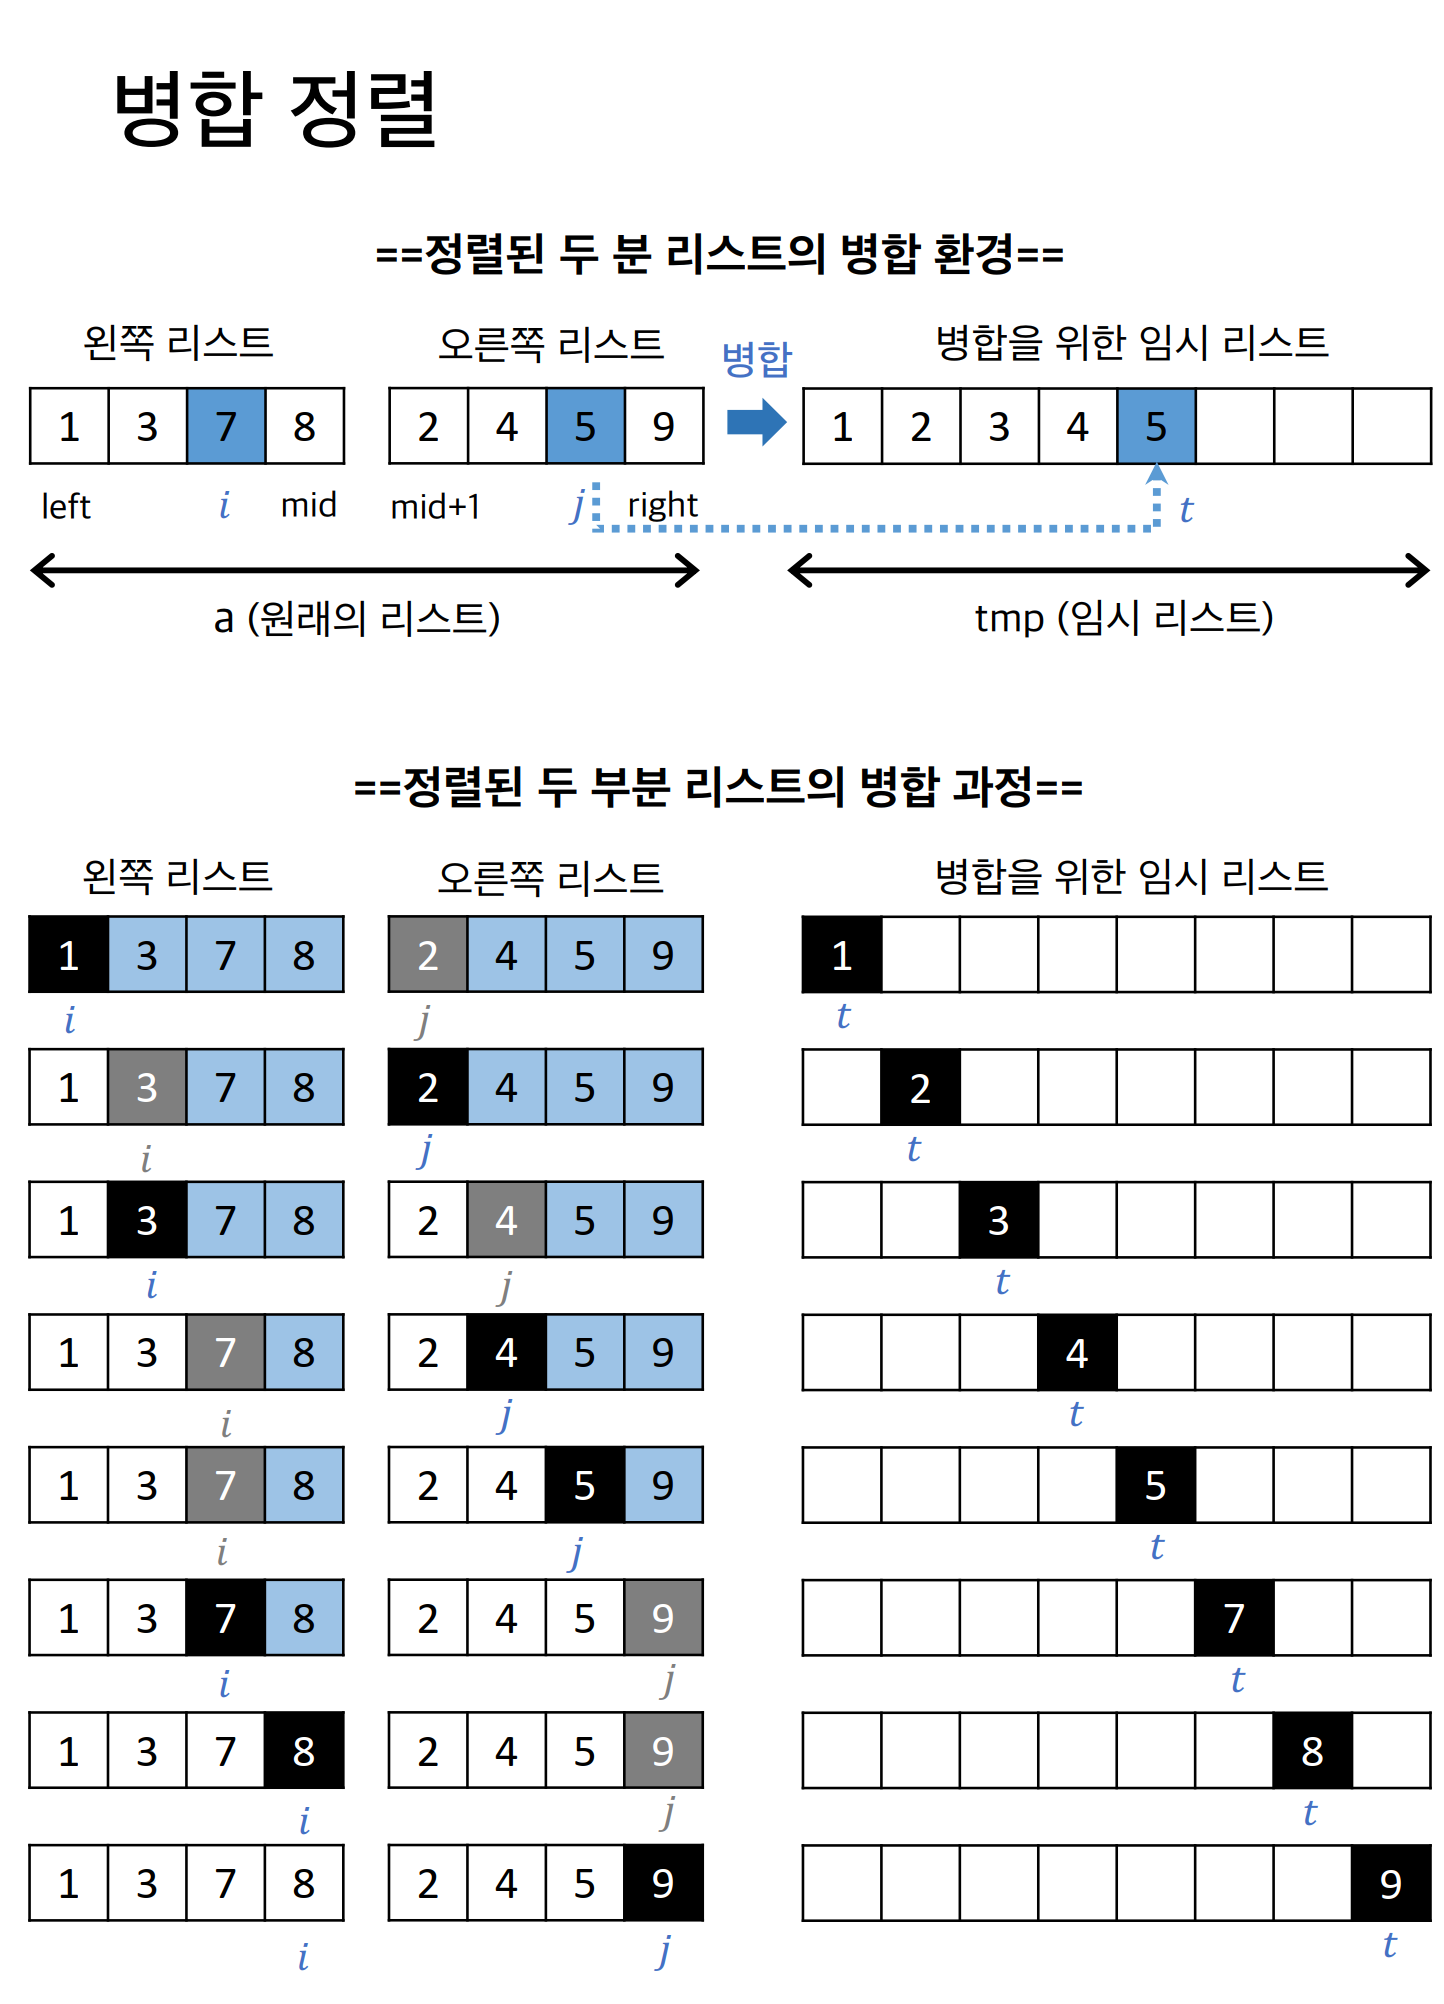 병합 정렬
==정렬된 두 분 리스트의 병합 환경==
왼쪽 리스트 오른쪽 리스트 병합 병합을 위한 임시 리스트
1 3 7 8 2 4 5 9 1 2 3 4 5
left i mid mid+1 j right t
a (원래의 리스트) tmp (임시 리스트)
==정렬된 두 부분 리스트의 병합 과정==
왼쪽 리스트 오른쪽 리스트 병합을 위한 임시 리스트
1 3 7 8 2 4 5 9 1
i j t
1 3 7 8 2 4 5 9 2
i j t
1 3 7 8 2 4 5 9 3
i j t
1 3 7 8 2 4 5 9 4
i j t
1 3 7 8 2 4 5 9 5
i j t
1 3 7 8 2 4 5 9 7
i j t
1 3 7 8 2 4 5 9 8
i j t
1 3 7 8 2 4 5 9 9
i j t